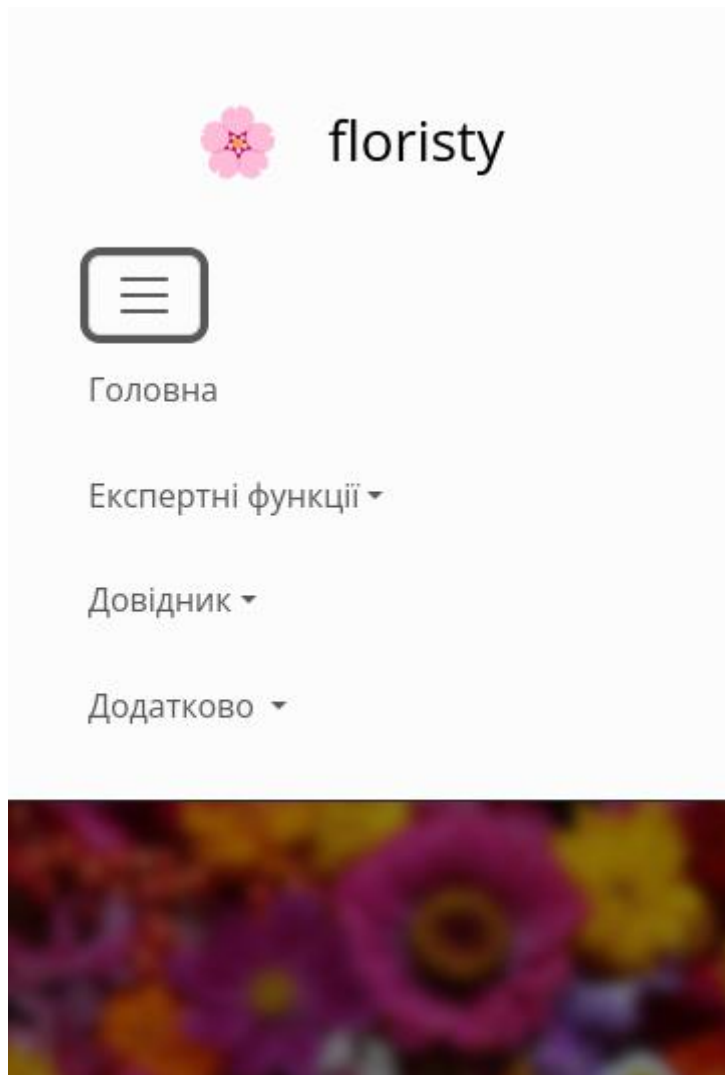 floristy
Головна
Експертні функції
Довідник
Додатково